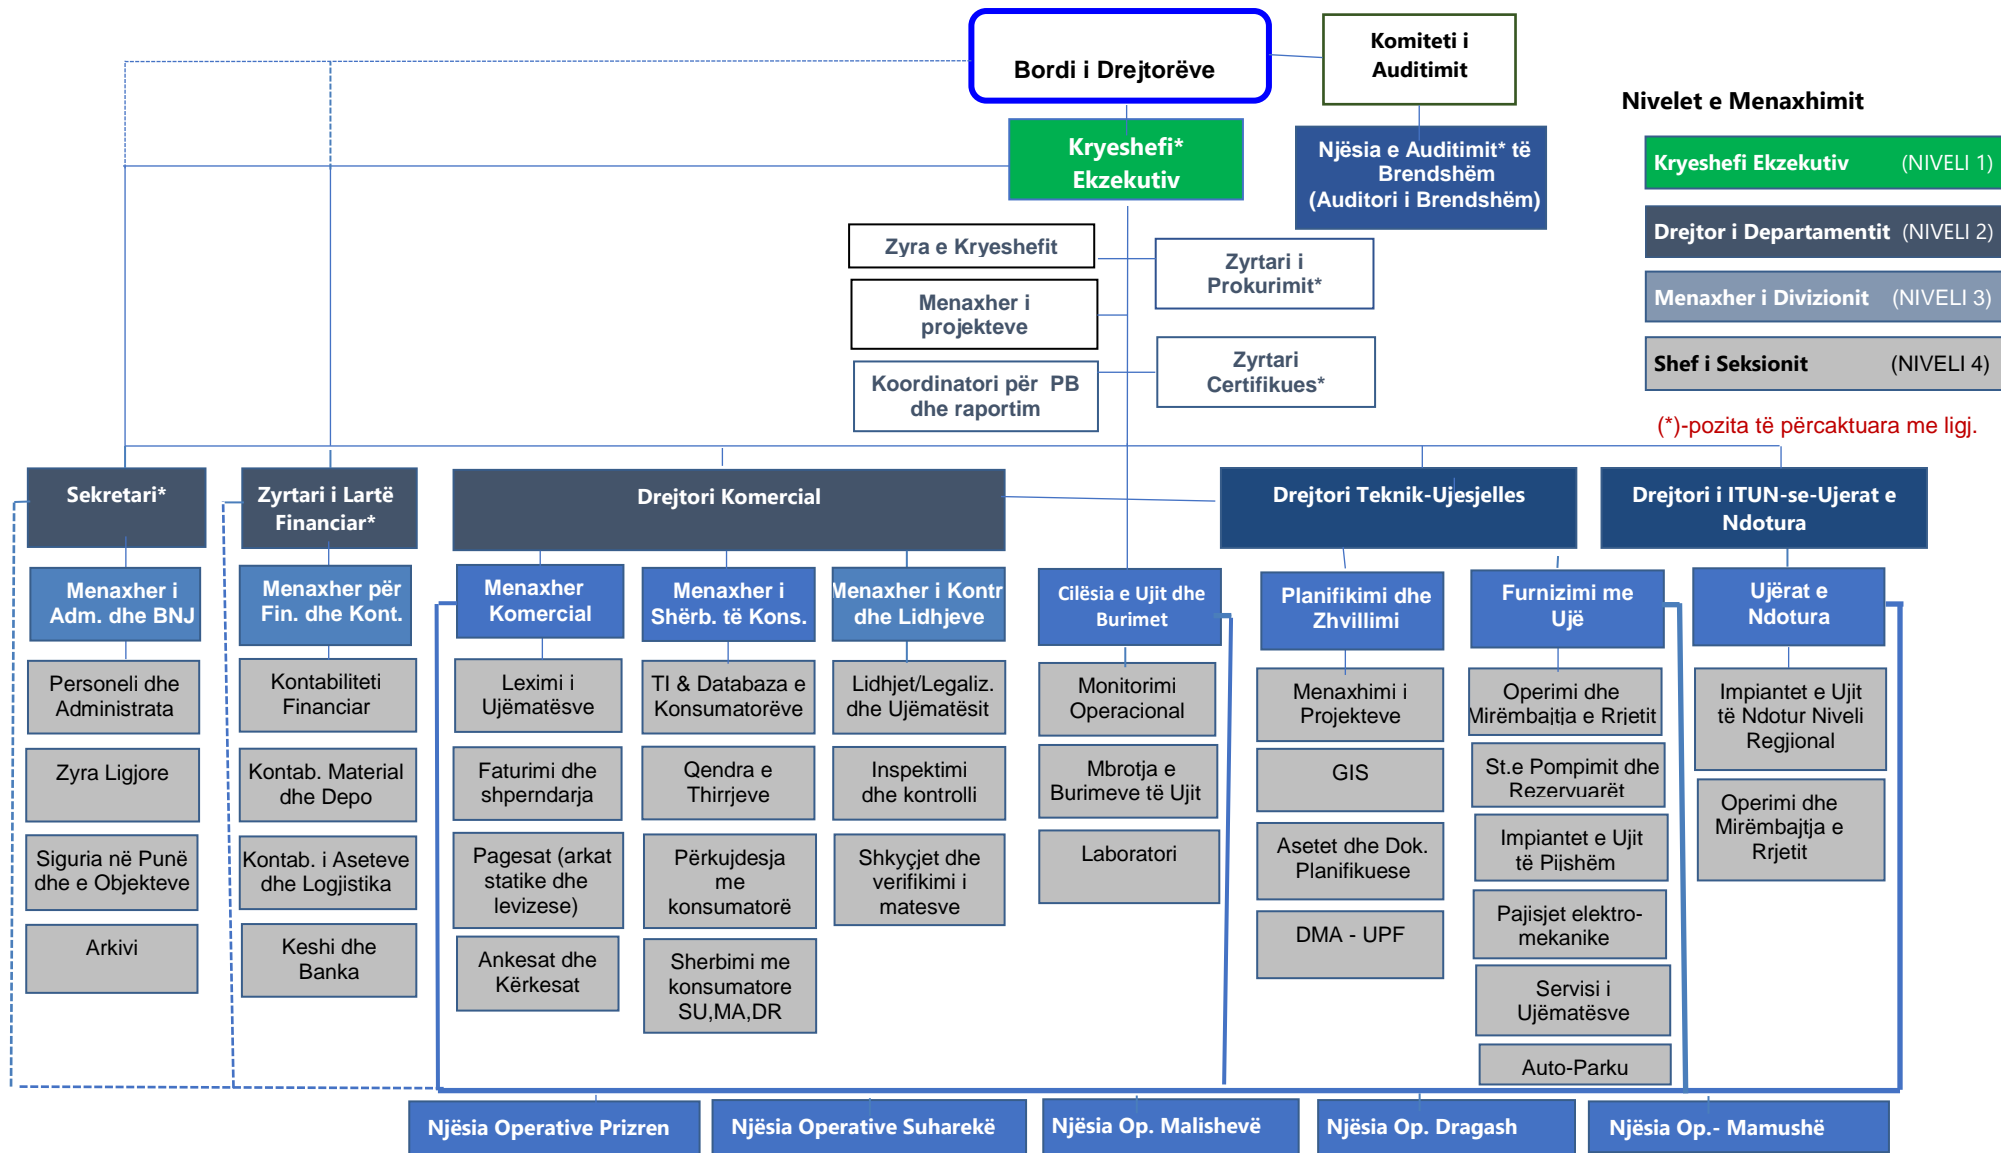 Bordi i Drejtorëve
Komiteti i
Auditimit
Nivelet e Menaxhimit
Kryeshefi*
Ekzekutiv
Njësia e Auditimit* të
Brendshëm
(Auditori i Brendshëm)
Kryeshefi Ekzekutiv (NIVELI 1)
Drejtor i Departamentit (NIVELI 2)
Menaxher i Divizionit (NIVELI 3)
Shef i Seksionit (NIVELI 4)
(*)-pozita të përcaktuara me ligj.
Zyra e Kryeshefit
Zyrtari i
Prokurimit*
Menaxher i
projekteve
Zyrtari
Certifikues*
Koordinatori për PB
dhe raportim
Sekretari*
Zyrtari i Lartë
Financiar*
Drejtori Komercial
Drejtori Teknik-Ujesjelles
Drejtori i ITUN-se-Ujerat e
Ndotura
Menaxher i
Adm. dhe BNJ
Menaxher për
Fin. dhe Kont.
Menaxher
Komercial
Menaxher i
Shërb. të Kons.
Menaxher i Kontr
dhe Lidhjeve
Cilësia e Ujit dhe
Burimet
Planifikimi dhe
Zhvillimi
Furnizimi me
Ujë
Ujërat e
Ndotura
Personeli dhe
Administrata
Zyra Ligjore
Siguria në Punë
dhe e Objekteve
Arkivi
Kontabiliteti
Financiar
Kontab. Material
dhe Depo
Kontab. i Aseteve
dhe Logjistika
Keshi dhe
Banka
Leximi i
Ujëmatësve
Faturimi dhe
shperndarja
Pagesat (arkat
statike dhe
levizese)
Ankesat dhe
Kërkesat
TI & Databaza e
Konsumatorëve
Qendra e
Thirrjeve
Përkujdesja
me
konsumatorë
Sherbimi me
konsumatore
SU,MA,DR
Lidhjet/Legaliz.
dhe Ujëmatësit
Inspektimi
dhe kontrolli
Shkyçjet dhe
verifikimi i
matesve
Monitorimi
Operacional
Mbrotja e
Burimeve të Ujit
Laboratori
Menaxhimi i
Projekteve
GIS
Asetet dhe Dok.
Planifikuese
DMA - UPF
Operimi dhe
Mirëmbajtja e Rrjetit
St.e Pompimit dhe
Rezervuarët
Impiantet e Ujit
të Pijshëm
Pajisjet elektro-
mekanike
Servisi i
Ujëmatësve
Auto-Parku
Impiantet e Ujit
të Ndotur Niveli
Regjional
Operimi dhe
Mirëmbajtja e
Rrjetit
Njësia Operative Prizren
Njësia Operative Suharekë
Njësia Op. Malishevë
Njësia Op. Dragash
Njësia Op.- Mamushë